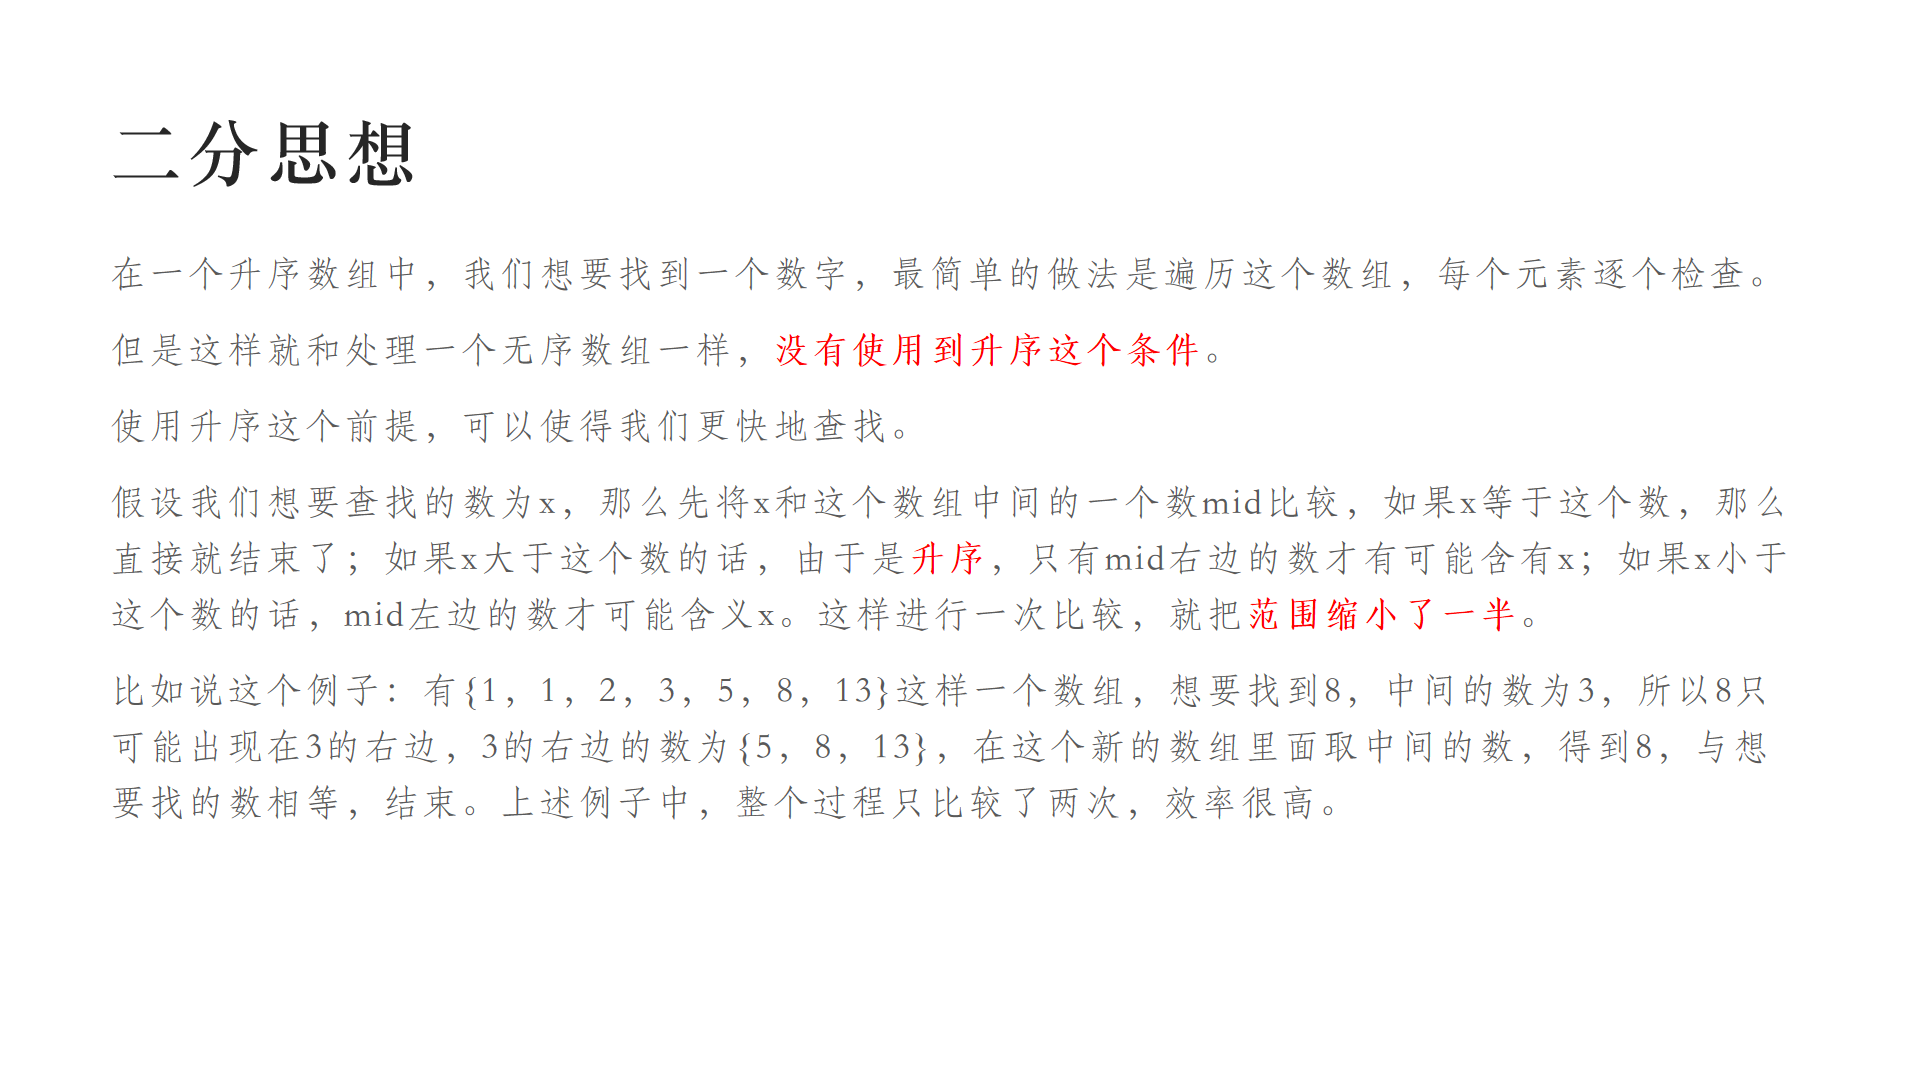 二分思想
在一个升序数组中，我们想要找到一个数字，最简单的做法是遍历这个数组，每个元素逐个检查。
但是这样就和处理一个无序数组一样，没有使用到升序这个条件。
使用升序这个前提，可以使得我们更快地查找。
假设我们想要查找的数为x，那么先将x和这个数组中间的一个数mid比较，如果x等于这个数，那么
直接就结束了；如果x大于这个数的话，由于是升序，只有mid右边的数才有可能含有x；如果x小于
这个数的话，mid左边的数才可能含义x。这样进行一次比较，就把范围缩小了一半。
比如说这个例子：有{1，1，2，3，5，8，13}这样一个数组，想要找到8，中间的数为3，所以8只
可能出现在3的右边，3的右边的数为{5，8，13}，在这个新的数组里面取中间的数，得到8，与想
要找的数相等，结束。上述例子中，整个过程只比较了两次，效率很高。